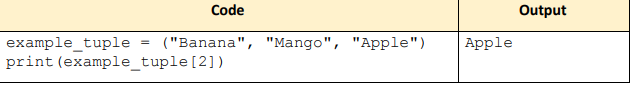 Code Output
example_tuple = ("Banana", "Mango", "Apple") Apple
print(example_tuple[2])